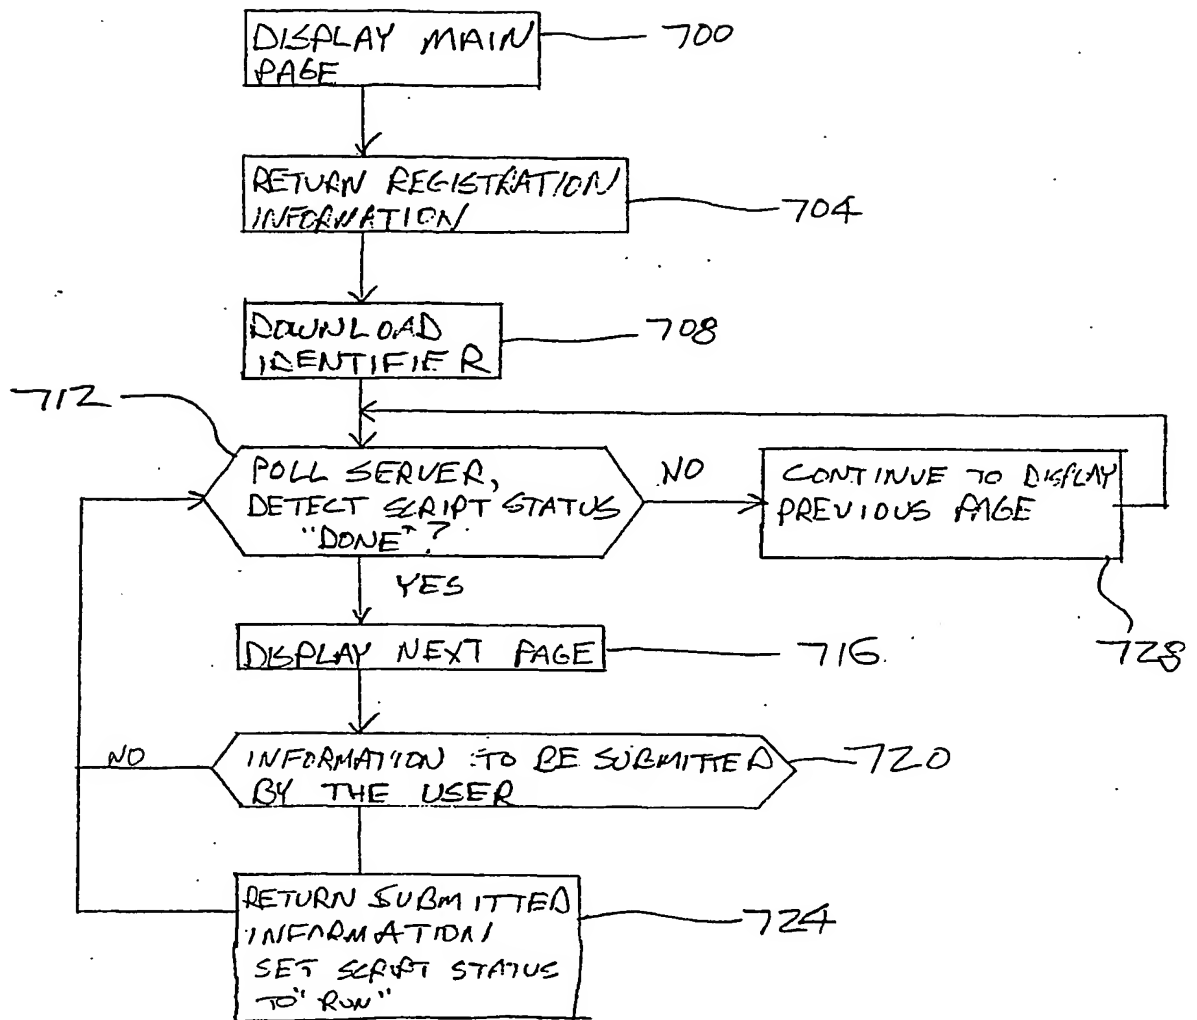 DISPLAY MAIN
PAGE
700
RETURN REGISTRATION
INFORMATION
704
DOWNLOAD
IDENTIFIER
708
712
POLL SERVER,
DETECT SCRIPT STATUS
"DONE"?
NO
CONTINUE TO DISPLAY
PREVIOUS PAGE
728
YES
DISPLAY NEXT PAGE
716
NO
INFORMATION TO BE SUBMITTED
BY THE USER
720
RETURN SUBMITTED
INFORMATION
SET SCRIPT STATUS
TO "RUN"
724